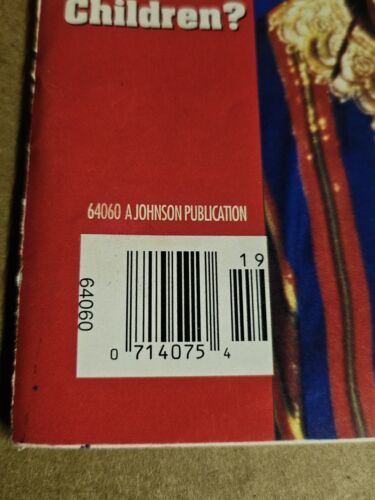 Children?
64060 A JOHNSON PUBLICATION
19
64060
0 714075 4